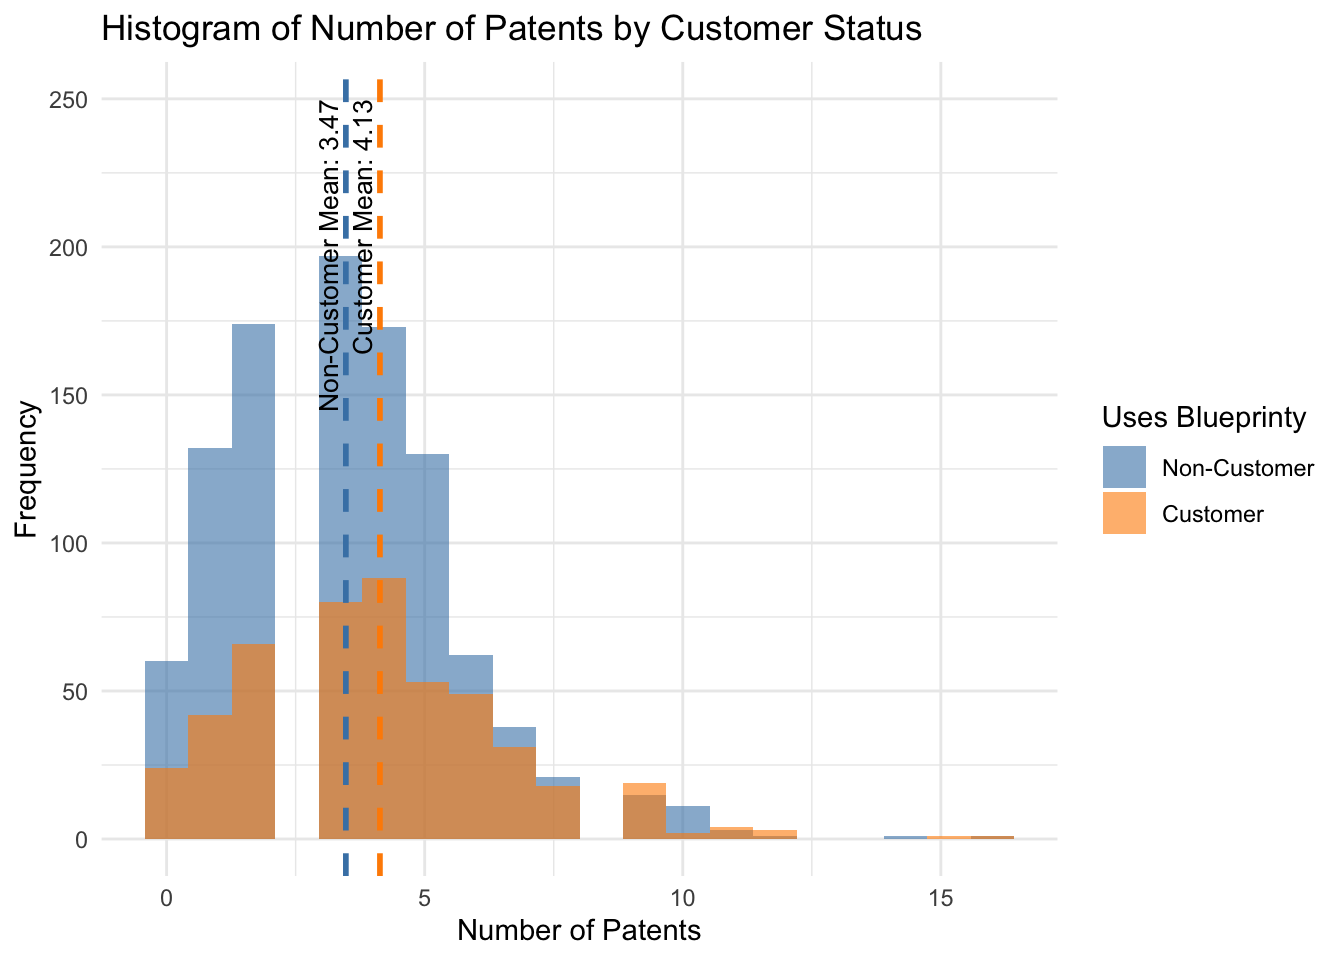 Histogram of Number of Patents by Customer Status
250
200
150
100
50
0
Frequency
Non-Customer Mean: 3.47
Customer Mean: 4.13
0 5 10 15
Number of Patents
Uses Blueprinty
Non-Customer
Customer